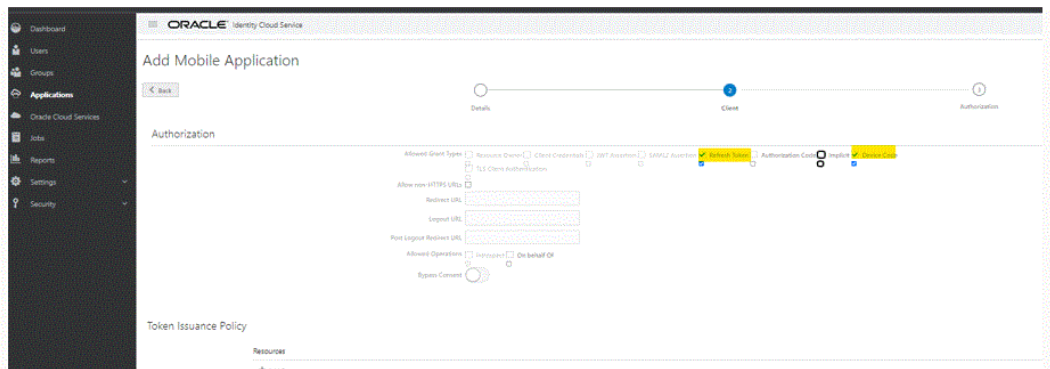 Dashboard
ORACLE Identity Cloud Service
Users
Groups
Add Mobile Application
Applications
Back
2
3
Oracle Cloud Services
Details
Client
Authorization
Jobs
Authorization
Reports
Allowed Grant Types Resource Owner Client Credentials JWT Assertion SAML2 Assertion Refresh Token Authorization Code Implicit Device Code
TLS Client Authentication
Settings
Allow non-HTTPS URLs
Security
Redirect URL
Logout URL
Post Logout Redirect URL
Allowed Operations Introspect On behalf Of
Bypass Consent
Token Issuance Policy
Resources